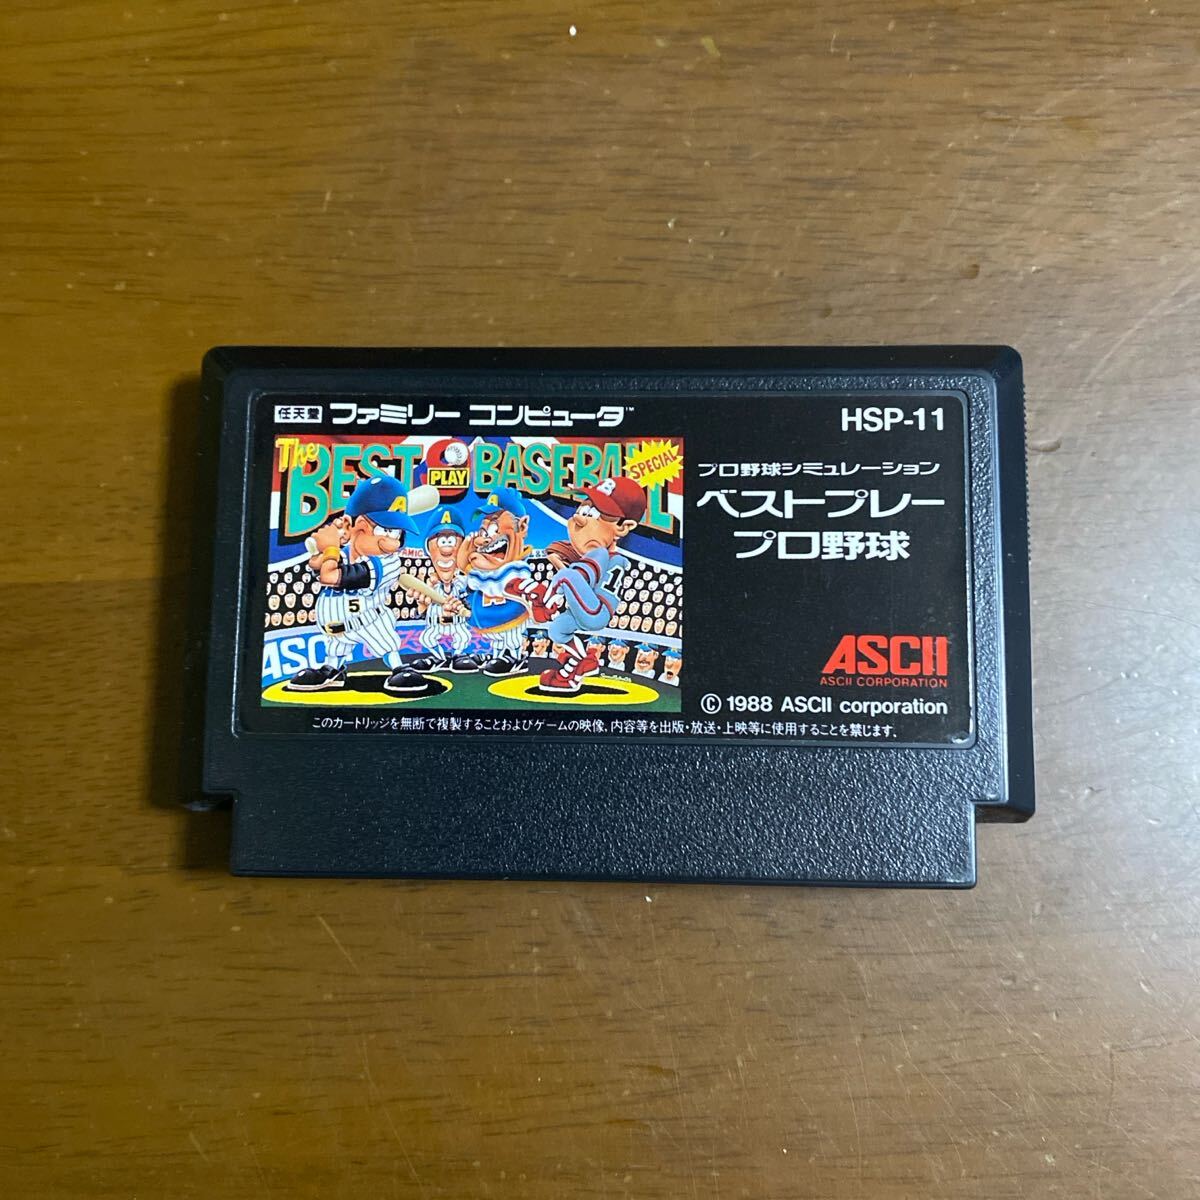 任天堂 ファミリー コンピュータ™
HSP-11
The BEST PLAY BASEBALL
SPECIAL
プロ野球シミュレーション
ベストプレー
プロ野球
A
A
A
B
5
1
A
ASC
ASCII
ASCII CORPORATION
© 1988 ASCII corporation
このカートリッジを無断で複製することおよびゲームの映像、内容等を出版・放送・上映等に使用することを禁じます。